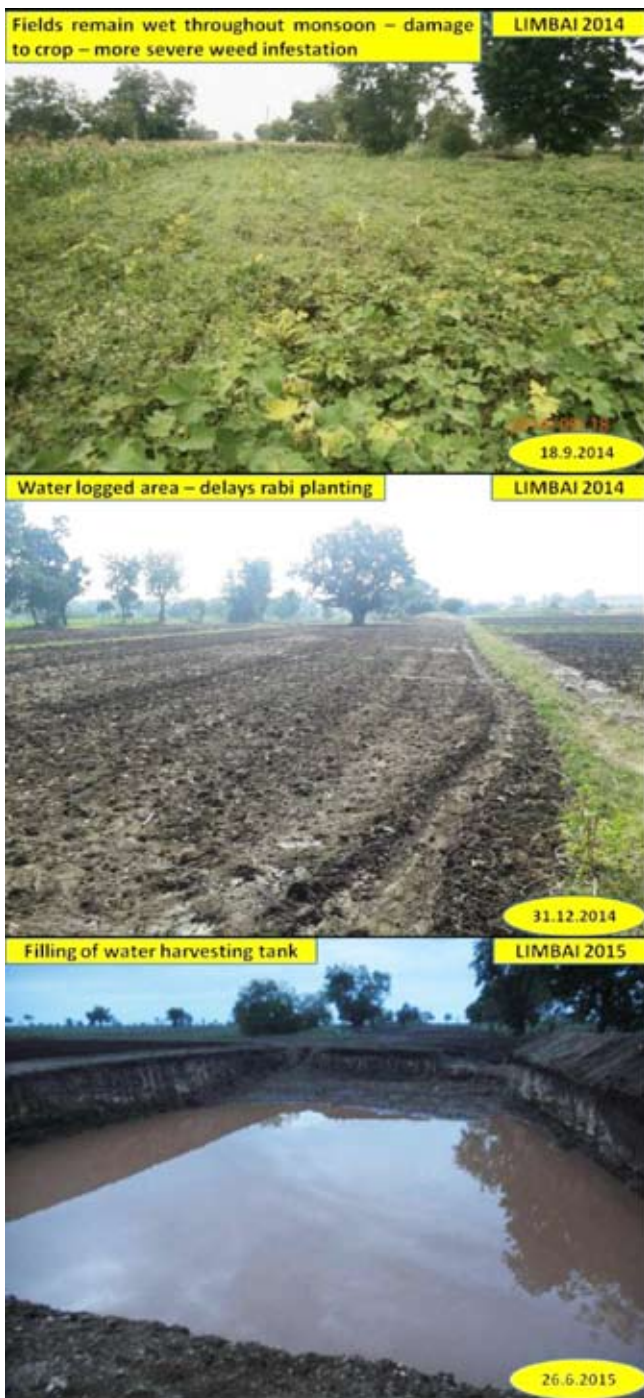 Fields remain wet throughout monsoon – damage
to crop – more severe weed infestation
LIMBAI 2014
18.9.2014
Water logged area – delays rabi planting
LIMBAI 2014
31.12.2014
Filling of water harvesting tank
LIMBAI 2015
26.6.2015